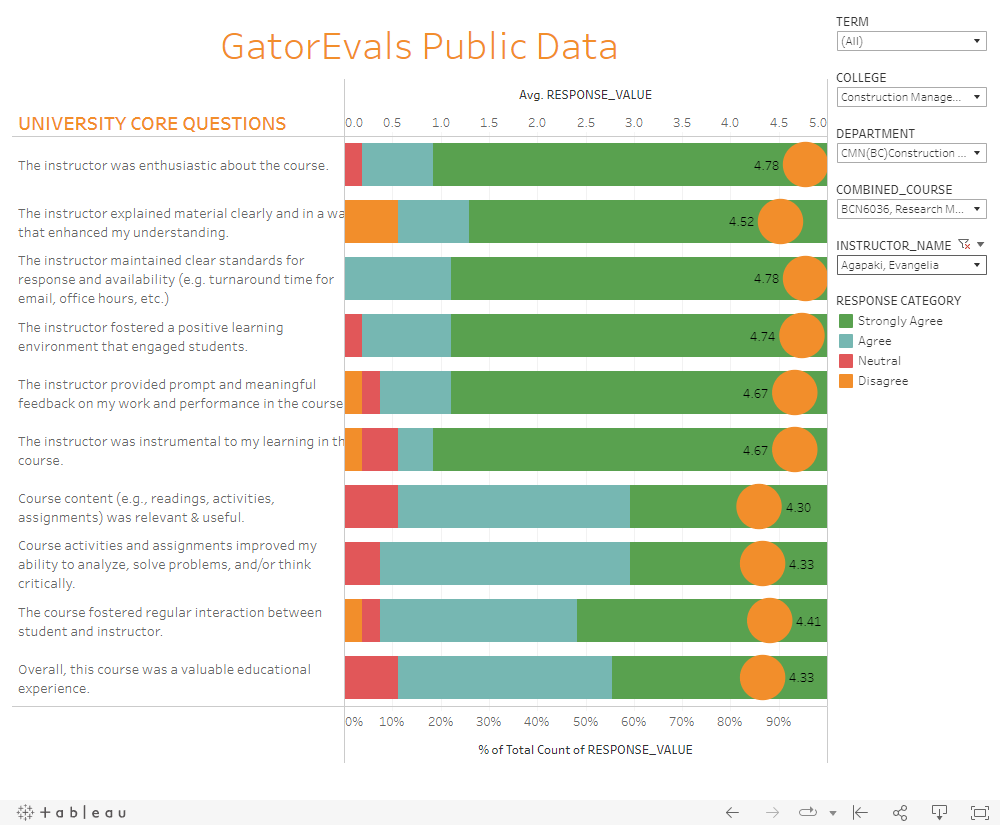 GatorEvals Public Data
Avg. RESPONSE_VALUE
UNIVERSITY CORE QUESTIONS
0.0 0.5 1.0 1.5 2.0 2.5 3.0 3.5 4.0 4.5 5.0
The instructor was enthusiastic about the course.
4.78
The instructor explained material clearly and in a wa
that enhanced my understanding.
4.52
The instructor maintained clear standards for
response and availability (e.g. turnaround time for
email, office hours, etc.)
4.78
The instructor fostered a positive learning
environment that engaged students.
4.74
The instructor provided prompt and meaningful
feedback on my work and performance in the course
4.67
The instructor was instrumental to my learning in th
course.
4.67
Course content (e.g., readings, activities,
assignments) was relevant & useful.
4.30
Course activities and assignments improved my
ability to analyze, solve problems, and/or think
critically.
4.33
The course fostered regular interaction between
student and instructor.
4.41
Overall, this course was a valuable educational
experience.
4.33
0% 10% 20% 30% 40% 50% 60% 70% 80% 90%
% of Total Count of RESPONSE_VALUE
TERM
(All)
COLLEGE
Construction Manage...
DEPARTMENT
CMN(BC)Construction ...
COMBINED_COURSE
BCN6036, Research M...
INSTRUCTOR_NAME
Agapaki, Evangelia
RESPONSE CATEGORY
Strongly Agree
Agree
Neutral
Disagree
+ableau